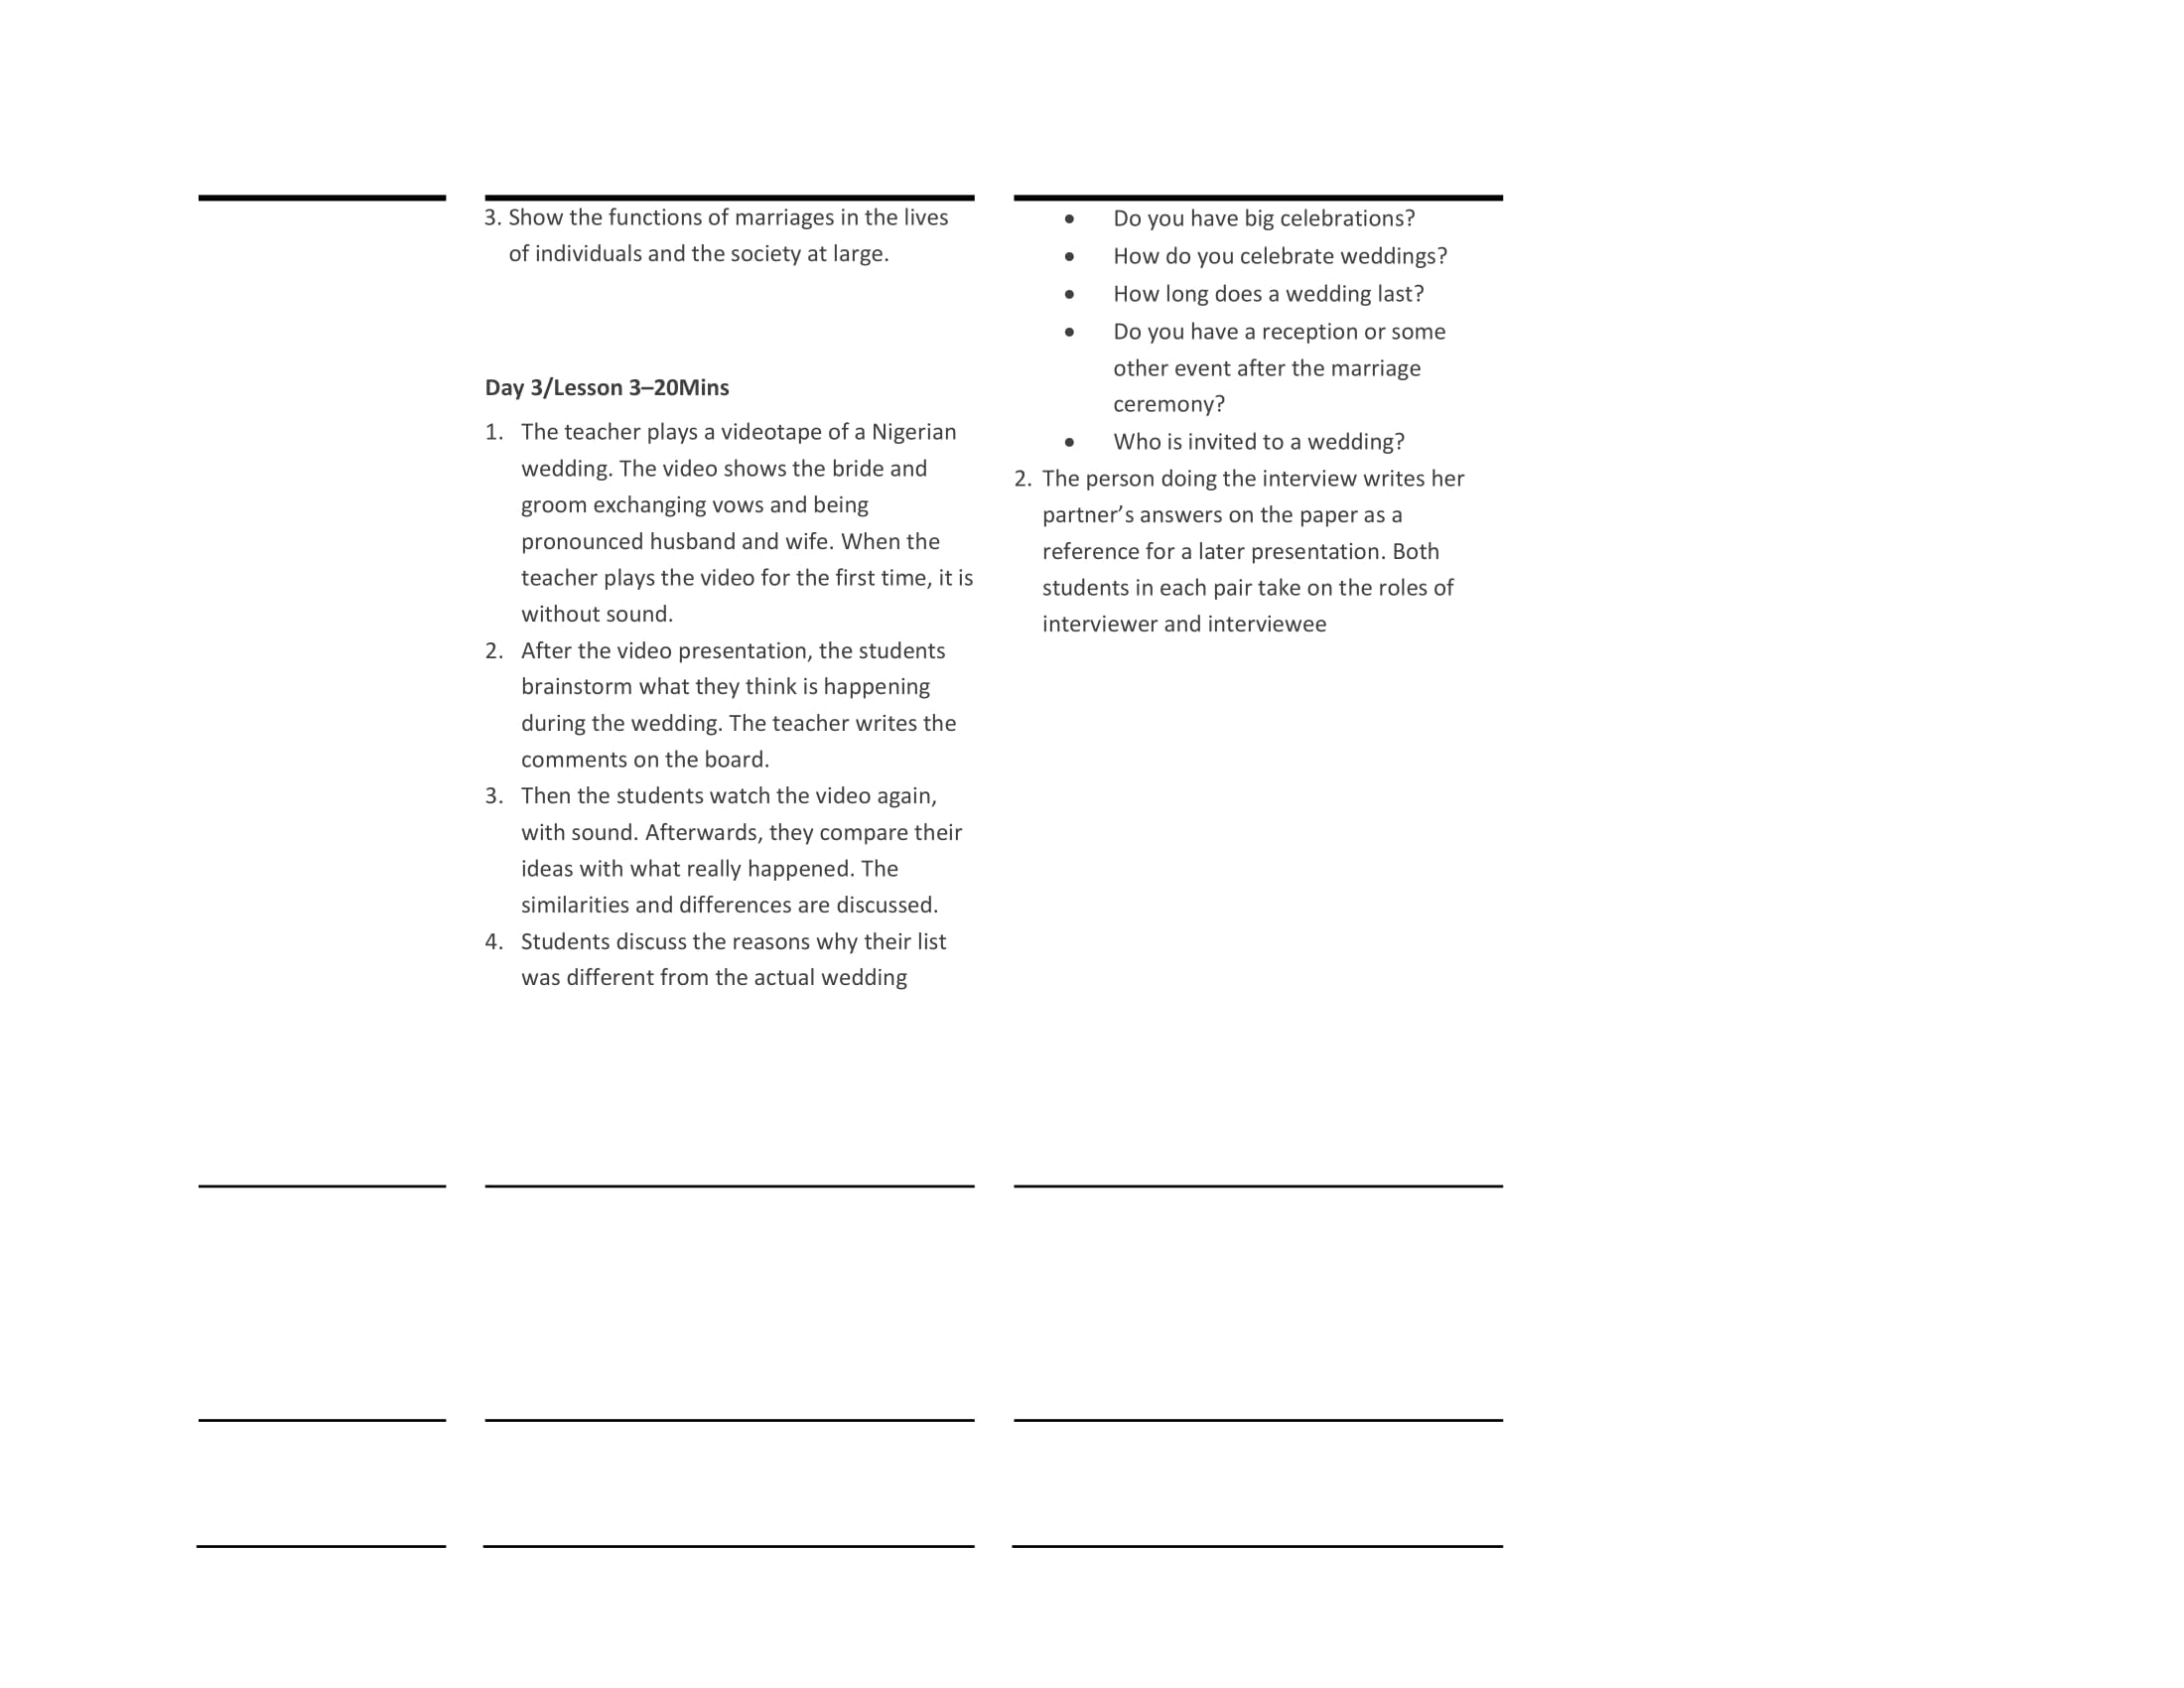 3. Show the functions of marriages in the lives
of individuals and the society at large.
Day 3/Lesson 3–20Mins
1. The teacher plays a videotape of a Nigerian
wedding. The video shows the bride and
groom exchanging vows and being
pronounced husband and wife. When the
teacher plays the video for the first time, it is
without sound.
2. After the video presentation, the students
brainstorm what they think is happening
during the wedding. The teacher writes the
comments on the board.
3. Then the students watch the video again,
with sound. Afterwards, they compare their
ideas with what really happened. The
similarities and differences are discussed.
4. Students discuss the reasons why their list
was different from the actual wedding
• Do you have big celebrations?
• How do you celebrate weddings?
• How long does a wedding last?
• Do you have a reception or some
other event after the marriage
ceremony?
• Who is invited to a wedding?
2. The person doing the interview writes her
partner’s answers on the paper as a
reference for a later presentation. Both
students in each pair take on the roles of
interviewer and interviewee